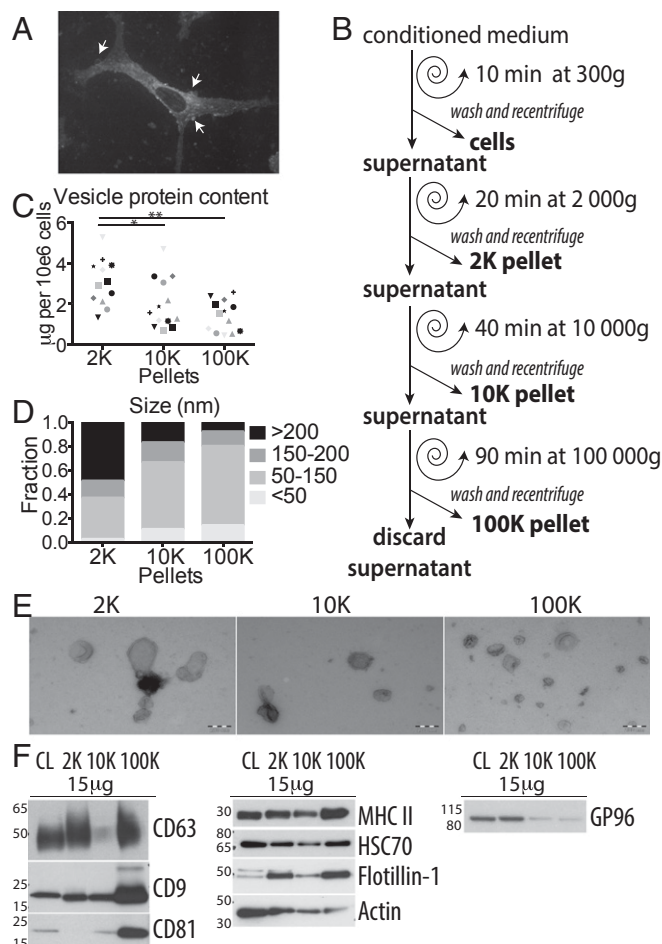 A
B
conditioned medium
10 min at 300g
wash and recentrifuge
cells
supernatant
20 min at 2 000g
wash and recentrifuge
2K pellet
supernatant
40 min at 10 000g
wash and recentrifuge
10K pellet
supernatant
90 min at 100 000g
wash and recentrifuge
100K pellet
discard
supernatant
C
Vesicle protein content
**
*
µg per 10e6 cells
6
4
2
0
2K 10K 100K
Pellets
D
Size (nm)
Fraction
1.0
0.8
0.6
0.4
0.2
0.0
>200
150-200
50-150
<50
2K 10K 100K
Pellets
E
2K 10K 100K
F
CL 2K 10K 100K
15µg
65
50
CD63
25
15
CD9
25
15
CD81
CL 2K 10K 100K
15µg
30
MHC II
80
65
HSC70
50
Flotillin-1
50
30
Actin
CL 2K 10K 100K
15µg
115
80
GP96